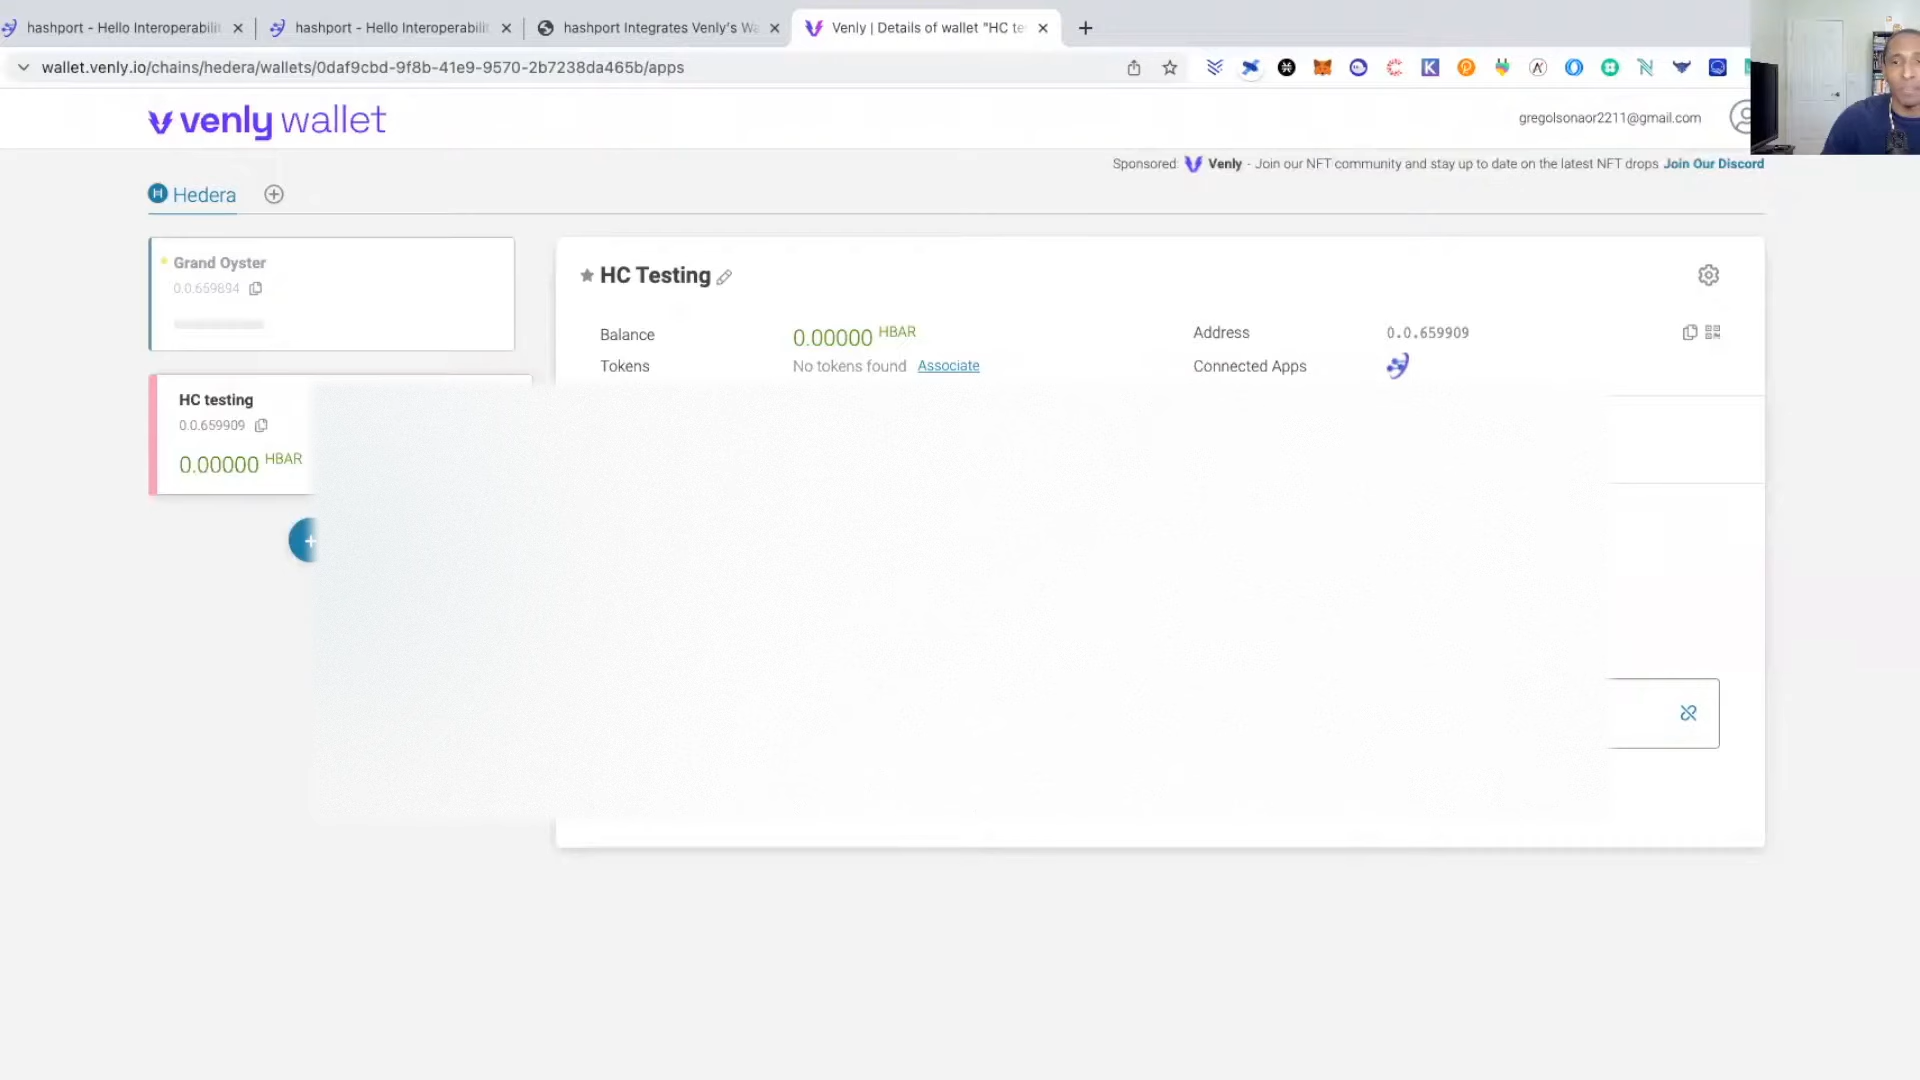 hashport - Hello Interoperabilit
hashport - Hello Interoperabilit
hashport Integrates Venly's Wa
Venly | Details of wallet "HC te
wallet.venly.io/chains/hedera/wallets/0daf9cbd-9f8b-41e9-9570-2b7238da465b/apps
venly wallet
gregolsonaor2211@gmail.com
Sponsored: Venly - Join our NFT community and stay up to date on the latest NFT drops Join Our Discord
Hedera
Grand Oyster
0.0.659894
HC testing
0.0.659909
0.00000 HBAR
HC Testing
Balance 0.00000 HBAR
Tokens No tokens found Associate
Address 0.0.659909
Connected Apps